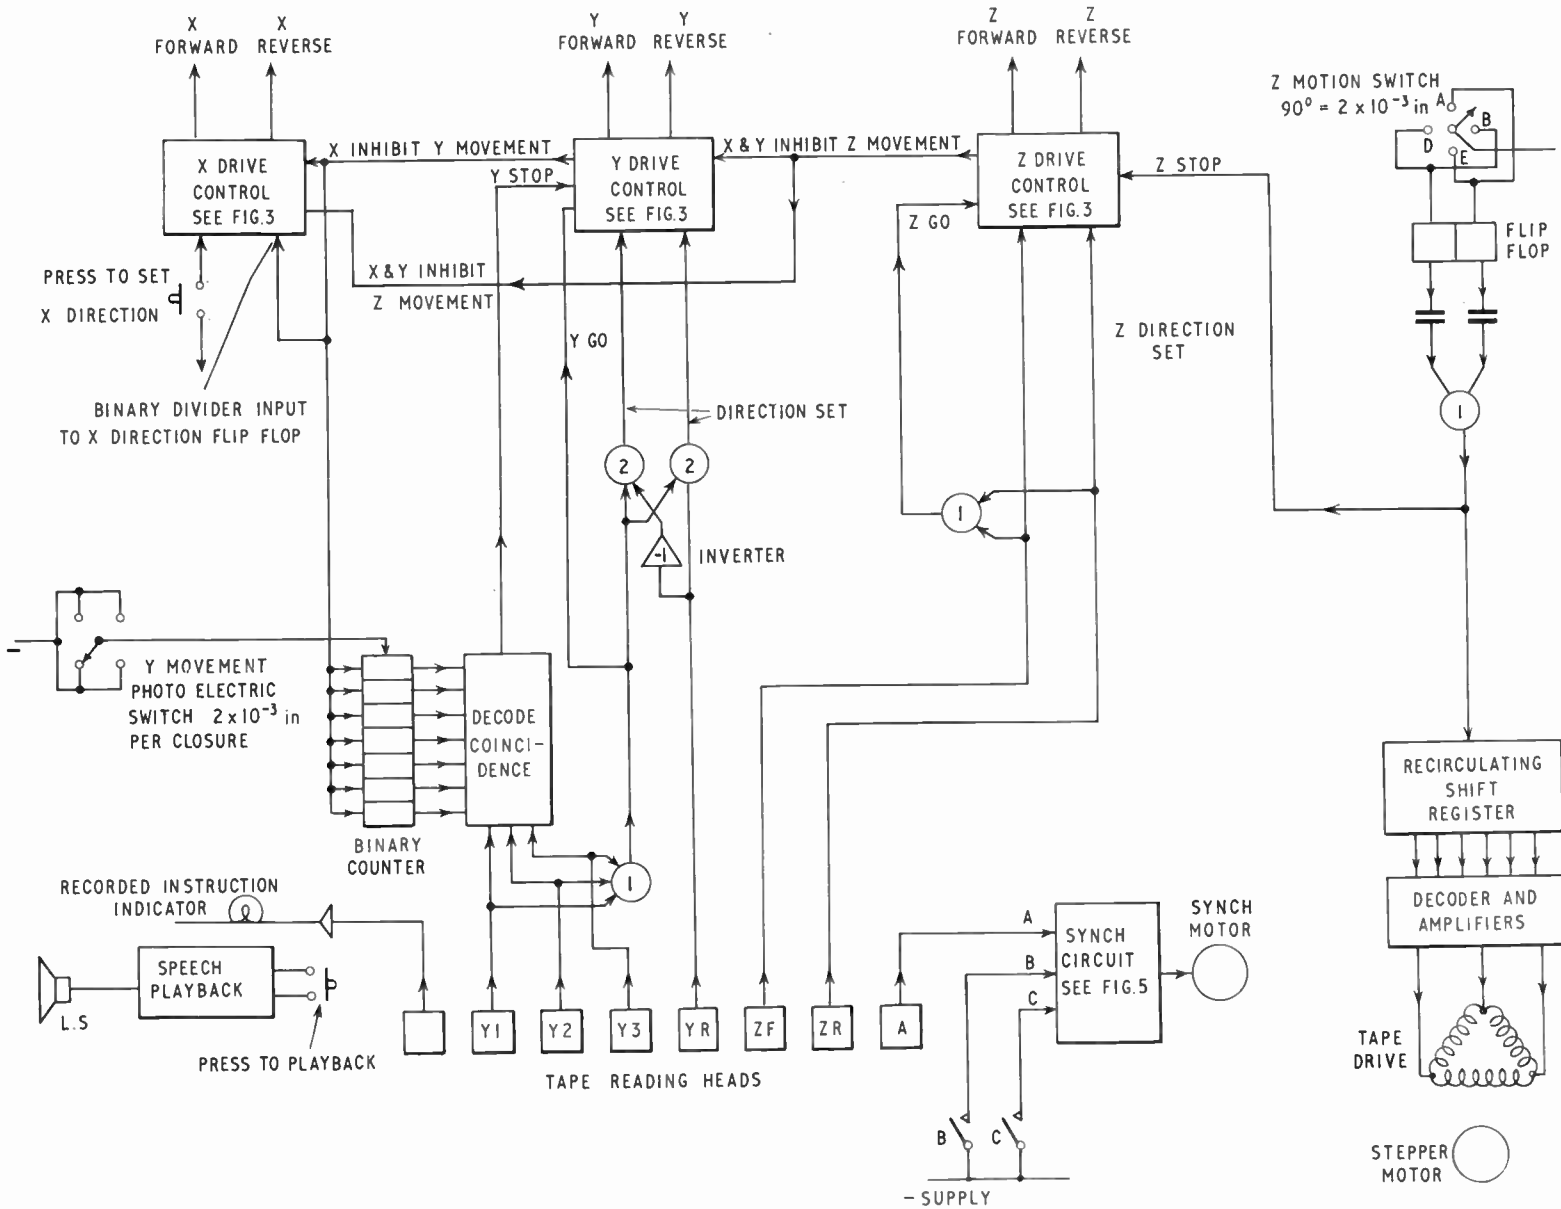 X
FORWARD
X
REVERSE
Y
FORWARD
Y
REVERSE
Z
FORWARD
Z
REVERSE
Z MOTION SWITCH
90° = 2 x 10⁻³ in
A
B
D
E
X DRIVE
CONTROL
SEE FIG.3
X INHIBIT Y MOVEMENT
Y STOP
Y DRIVE
CONTROL
SEE FIG.3
X & Y INHIBIT Z MOVEMENT
Z DRIVE
CONTROL
SEE FIG.3
Z STOP
Z GO
FLIP
FLOP
PRESS TO SET
X DIRECTION
X & Y INHIBIT
Z MOVEMENT
Y GO
Z DIRECTION
SET
BINARY DIVIDER INPUT
TO X DIRECTION FLIP FLOP
DIRECTION SET
1
2
2
1
-1
INVERTER
-
Y MOVEMENT
PHOTO ELECTRIC
SWITCH 2 x 10⁻³ in
PER CLOSURE
DECODE
COINCI-
DENCE
BINARY
COUNTER
1
RECIRCULATING
SHIFT
REGISTER
RECORDED INSTRUCTION
INDICATOR
DECODER AND
AMPLIFIERS
SPEECH
PLAYBACK
L.S
PRESS TO PLAYBACK
Y1
Y2
Y3
YR
ZF
ZR
A
TAPE READING HEADS
A
B
C
SYNCH
CIRCUIT
SEE FIG.5
SYNCH
MOTOR
TAPE
DRIVE
B
C
- SUPPLY
STEPPER
MOTOR